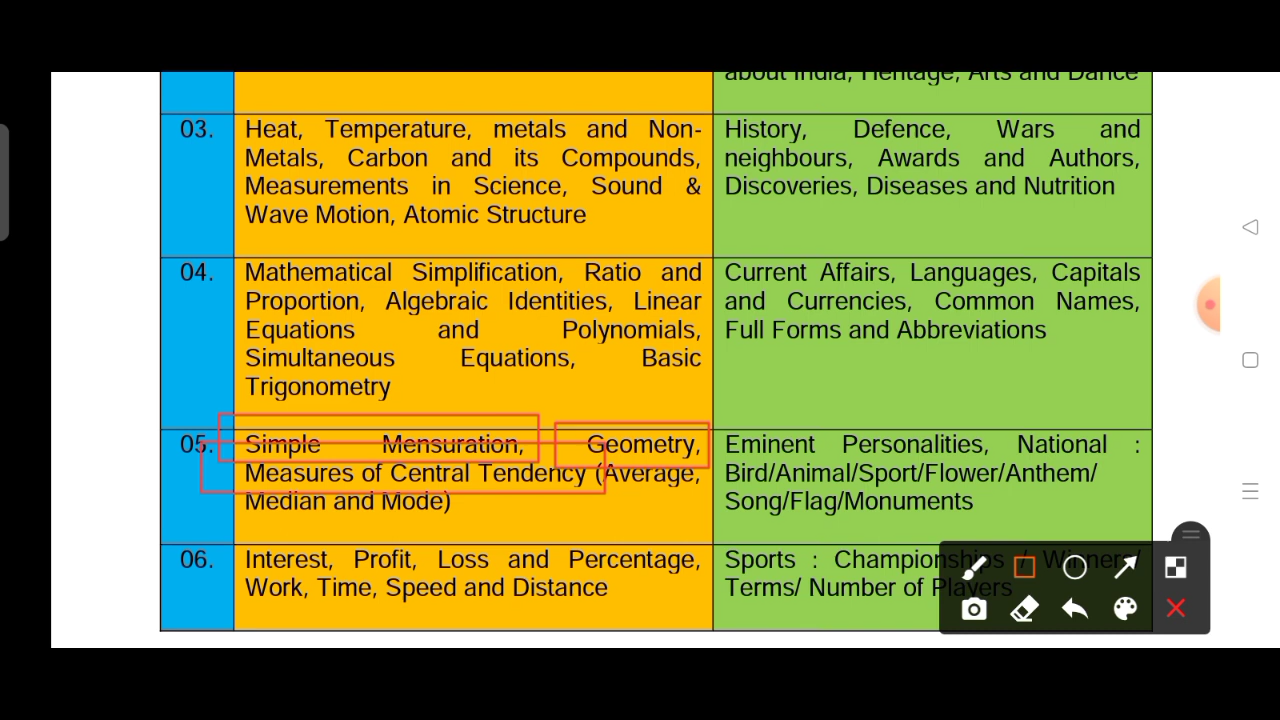 about India, Heritage, Arts and Dance
03.
Heat, Temperature, metals and Non-
Metals, Carbon and its Compounds,
Measurements in Science, Sound &
Wave Motion, Atomic Structure
History, Defence, Wars and
neighbours, Awards and Authors,
Discoveries, Diseases and Nutrition
04.
Mathematical Simplification, Ratio and
Proportion, Algebraic Identities, Linear
Equations and Polynomials,
Simultaneous Equations, Basic
Trigonometry
Current Affairs, Languages, Capitals
and Currencies, Common Names,
Full Forms and Abbreviations
05.
Simple Mensuration, Geometry,
Measures of Central Tendency (Average,
Median and Mode)
Eminent Personalities, National :
Bird/Animal/Sport/Flower/Anthem/
Song/Flag/Monuments
06.
Interest, Profit, Loss and Percentage,
Work, Time, Speed and Distance
Sports : Championships / Winners/
Terms/ Number of Players